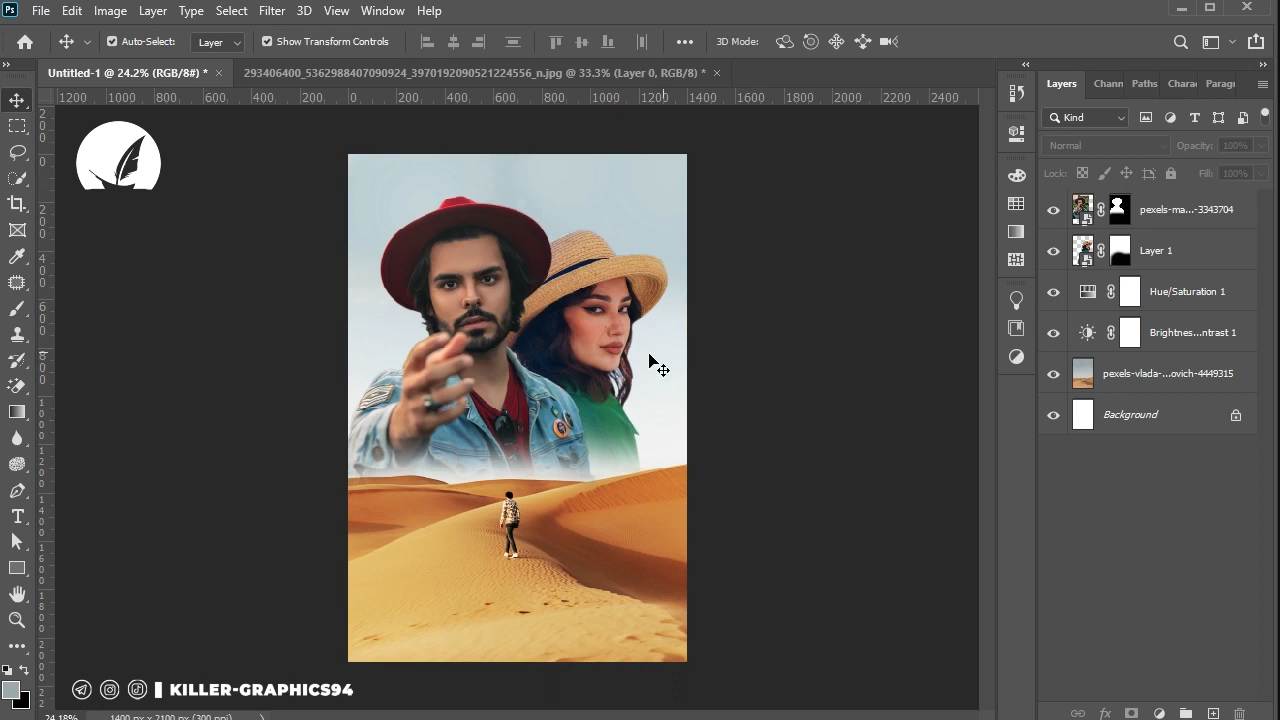 Ps File Edit Image Layer Type Select Filter 3D View Window Help
Auto-Select: Layer Show Transform Controls 3D Mode:
Untitled-1 @ 24.2% (RGB/8#) * × 293406400_5362988407090924_3970192090521224556_n.jpg @ 33.3% (Layer 0, RGB/8) * ×
1200 1000 800 600 400 200 0 200 400 600 800 1000 1200 1400 1600 1800 2000 2200 2400
Layers Chann Paths Chara Parag
Kind
Normal Opacity: 100%
Lock: Fill: 100%
pexels-ma...-3343704
Layer 1
Hue/Saturation 1
Brightnes...ntrast 1
pexels-vlada-...ovich-4449315
Background
KILLER-GRAPHICS94
24.18% 1400 px x 2100 px (300 ppi)